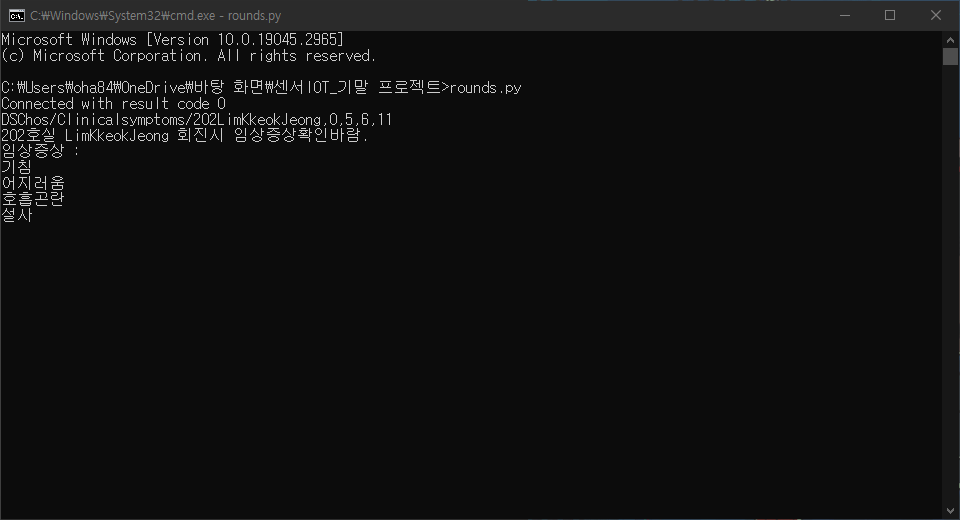 C:\Windows\System32\cmd.exe - rounds.py
Microsoft Windows [Version 10.0.19045.2965]
(c) Microsoft Corporation. All rights reserved.
C:₩Users₩oha84₩OneDrive₩바탕 화면₩센서IOT_기말 프로젝트>rounds.py
Connected with result code 0
DSChos/Clinicalsymptoms/202LimKkeokJeong,0,5,6,11
202호실 LimKkeokJeong 회진시 임상증상확인바람.
임상증상 :
기침
어지러움
호흡곤란
설사